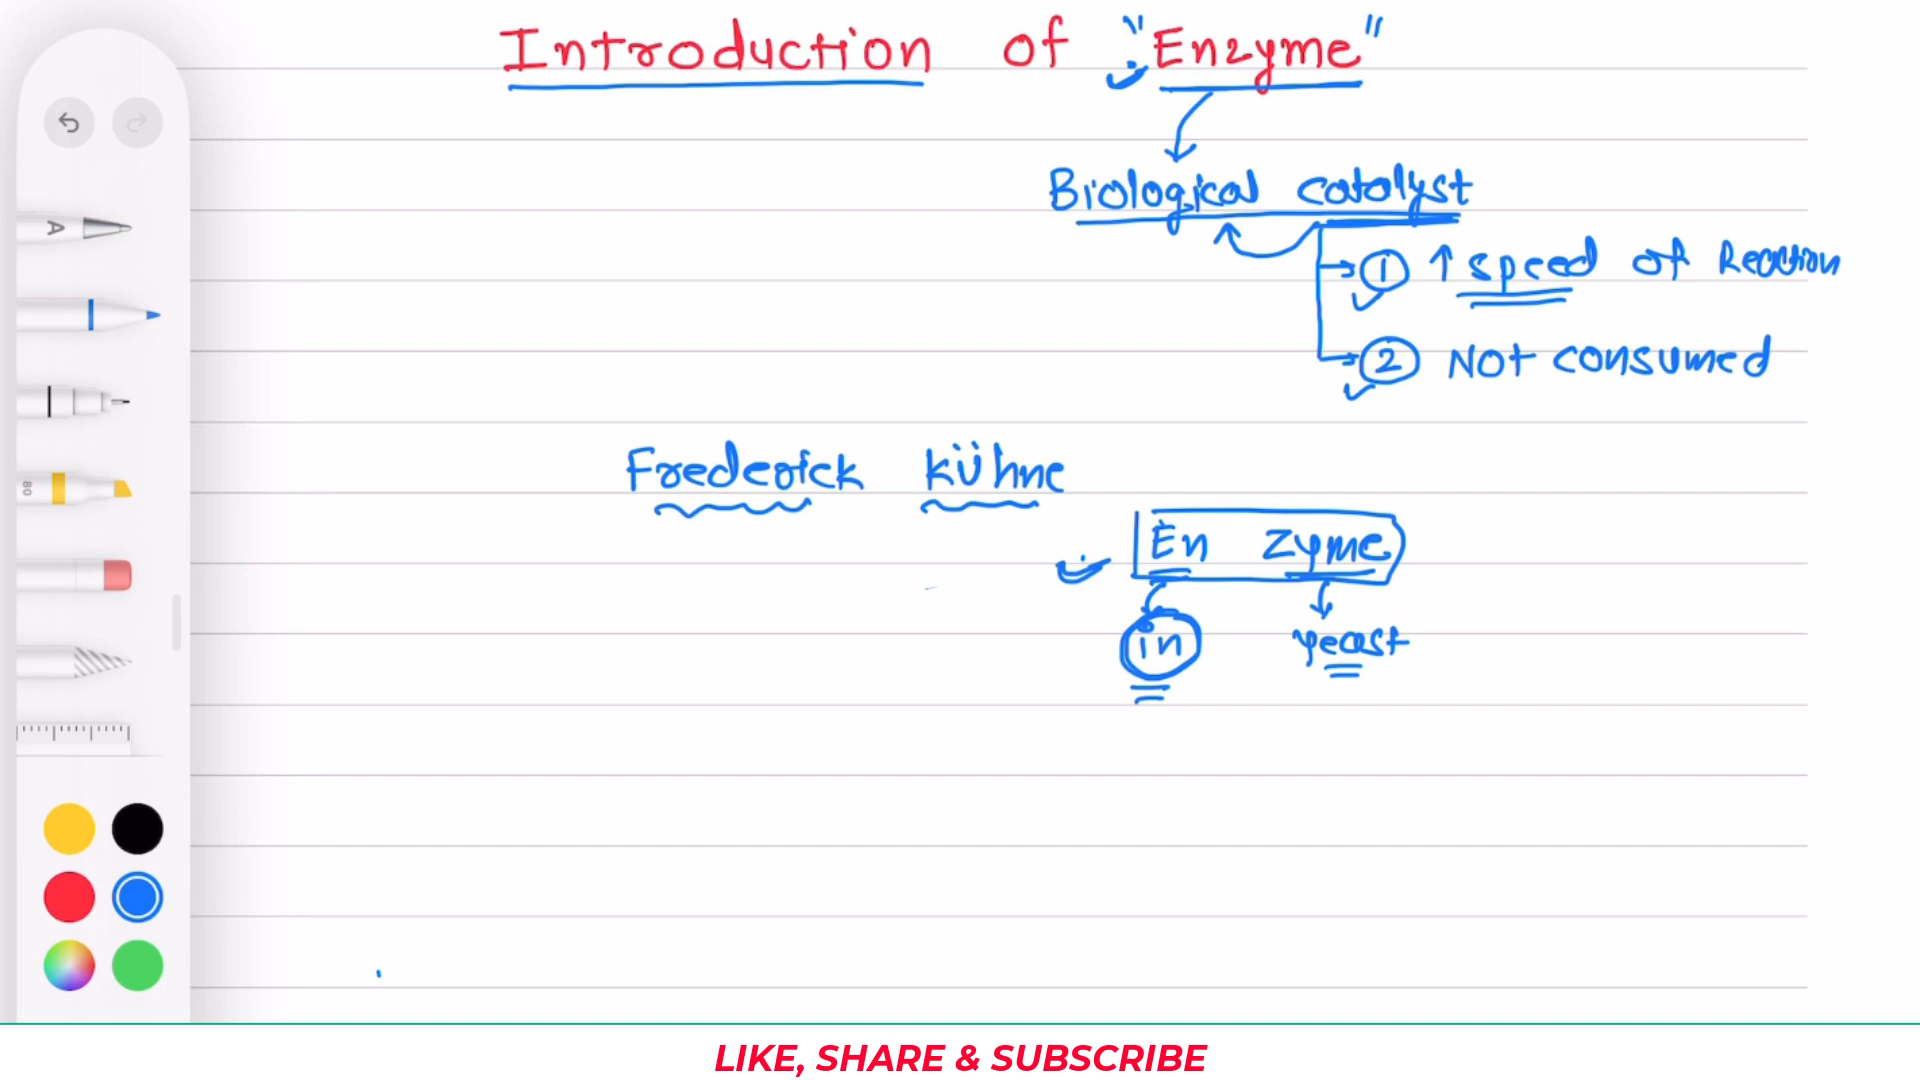 Introduction of "Enzyme"
Biological catalyst
1 ↑ speed of Reaction
2 Not consumed
Frederick Kühne
En zyme
in yeast
A
80
LIKE, SHARE & SUBSCRIBE